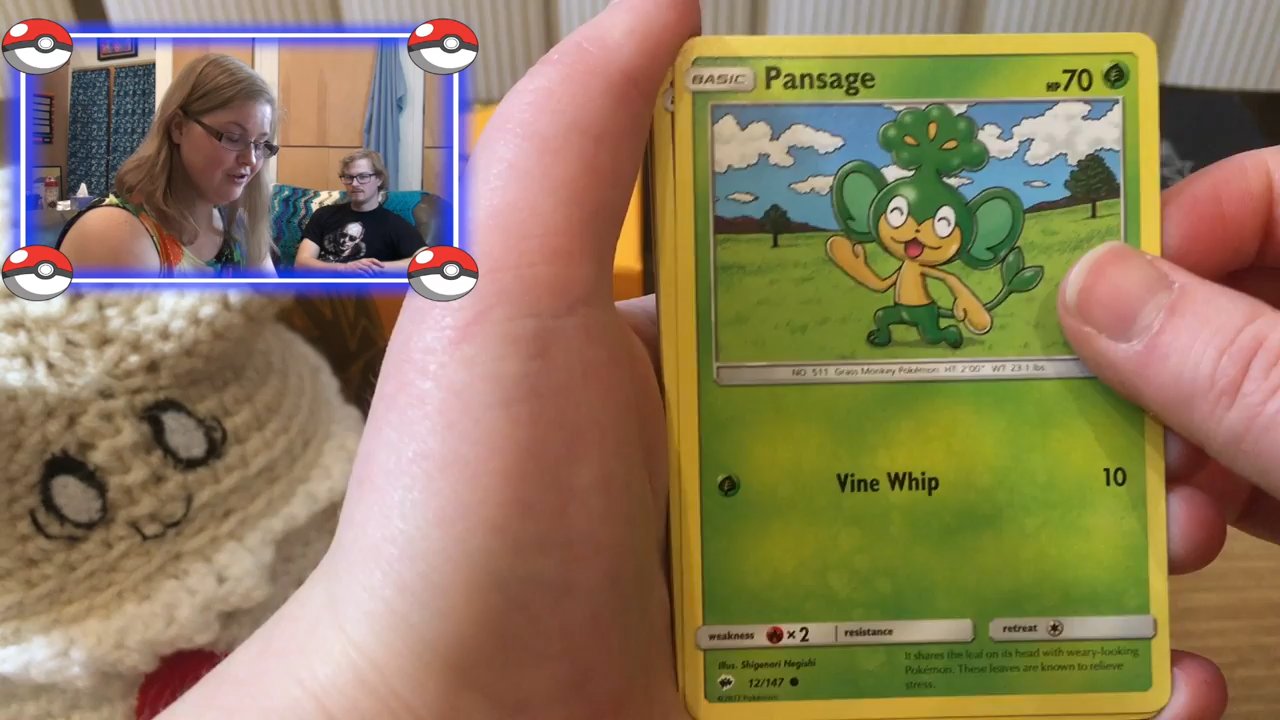 BASIC Pansage HP70
NO. 511 Grass Monkey Pokémon HT: 2'00" WT: 23.1 lbs
Vine Whip 10
weakness ×2 resistance retreat
Illus. Shigenori Negishi
12/147
©2017 Pokémon
It shares the leaf on its head with weary-looking
Pokémon. These leaves are known to relieve
stress.